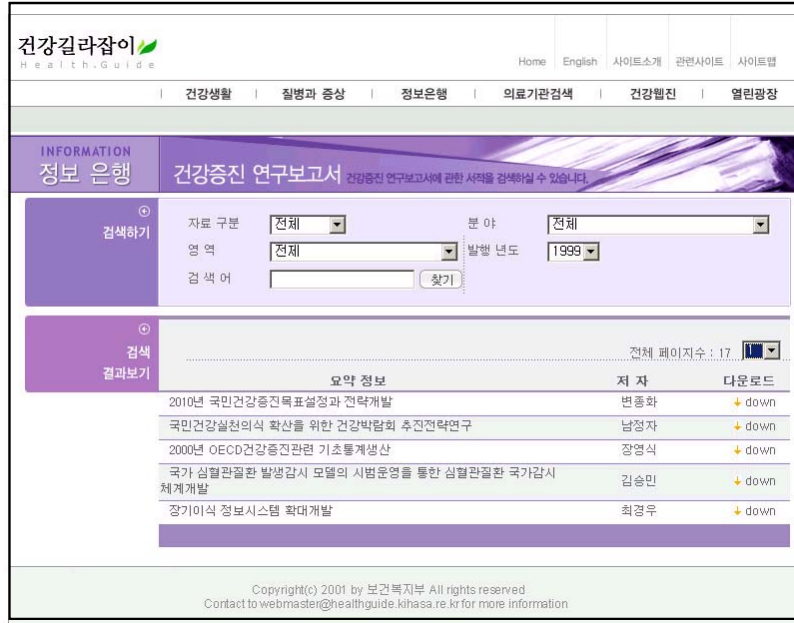 건강길라잡이
Health.Guide
Home English 사이트소개 관련사이트 사이트맵
건강생활 질병과 증상 정보은행 의료기관검색 건강웹진 열린광장
INFORMATION
정보 은행
건강증진 연구보고서 건강증진 연구보고서에 관한 서적을 검색하실 수 있습니다.
검색하기
자료 구분 전체 분 야 전체
영 역 전체 발행 년도 1999
검 색 어 찾기
검색
결과보기
전체 페이지수 : 17 1
요약 정보 저 자 다운로드
2010년 국민건강증진목표설정과 전략개발 변종화 down
국민건강실천의식 확산을 위한 건강박람회 추진전략연구 남정자 down
2000년 OECD건강증진관련 기초통계생산 장영식 down
국가 심혈관질환 발생감시 모델의 시범운영을 통한 심혈관질환 국가감시
체계개발 김승민 down
장기이식 정보시스템 확대개발 최경우 down
Copyright(c) 2001 by 보건복지부 All rights reserved
Contact to webmaster@healthguide.kihasa.re.kr for more information